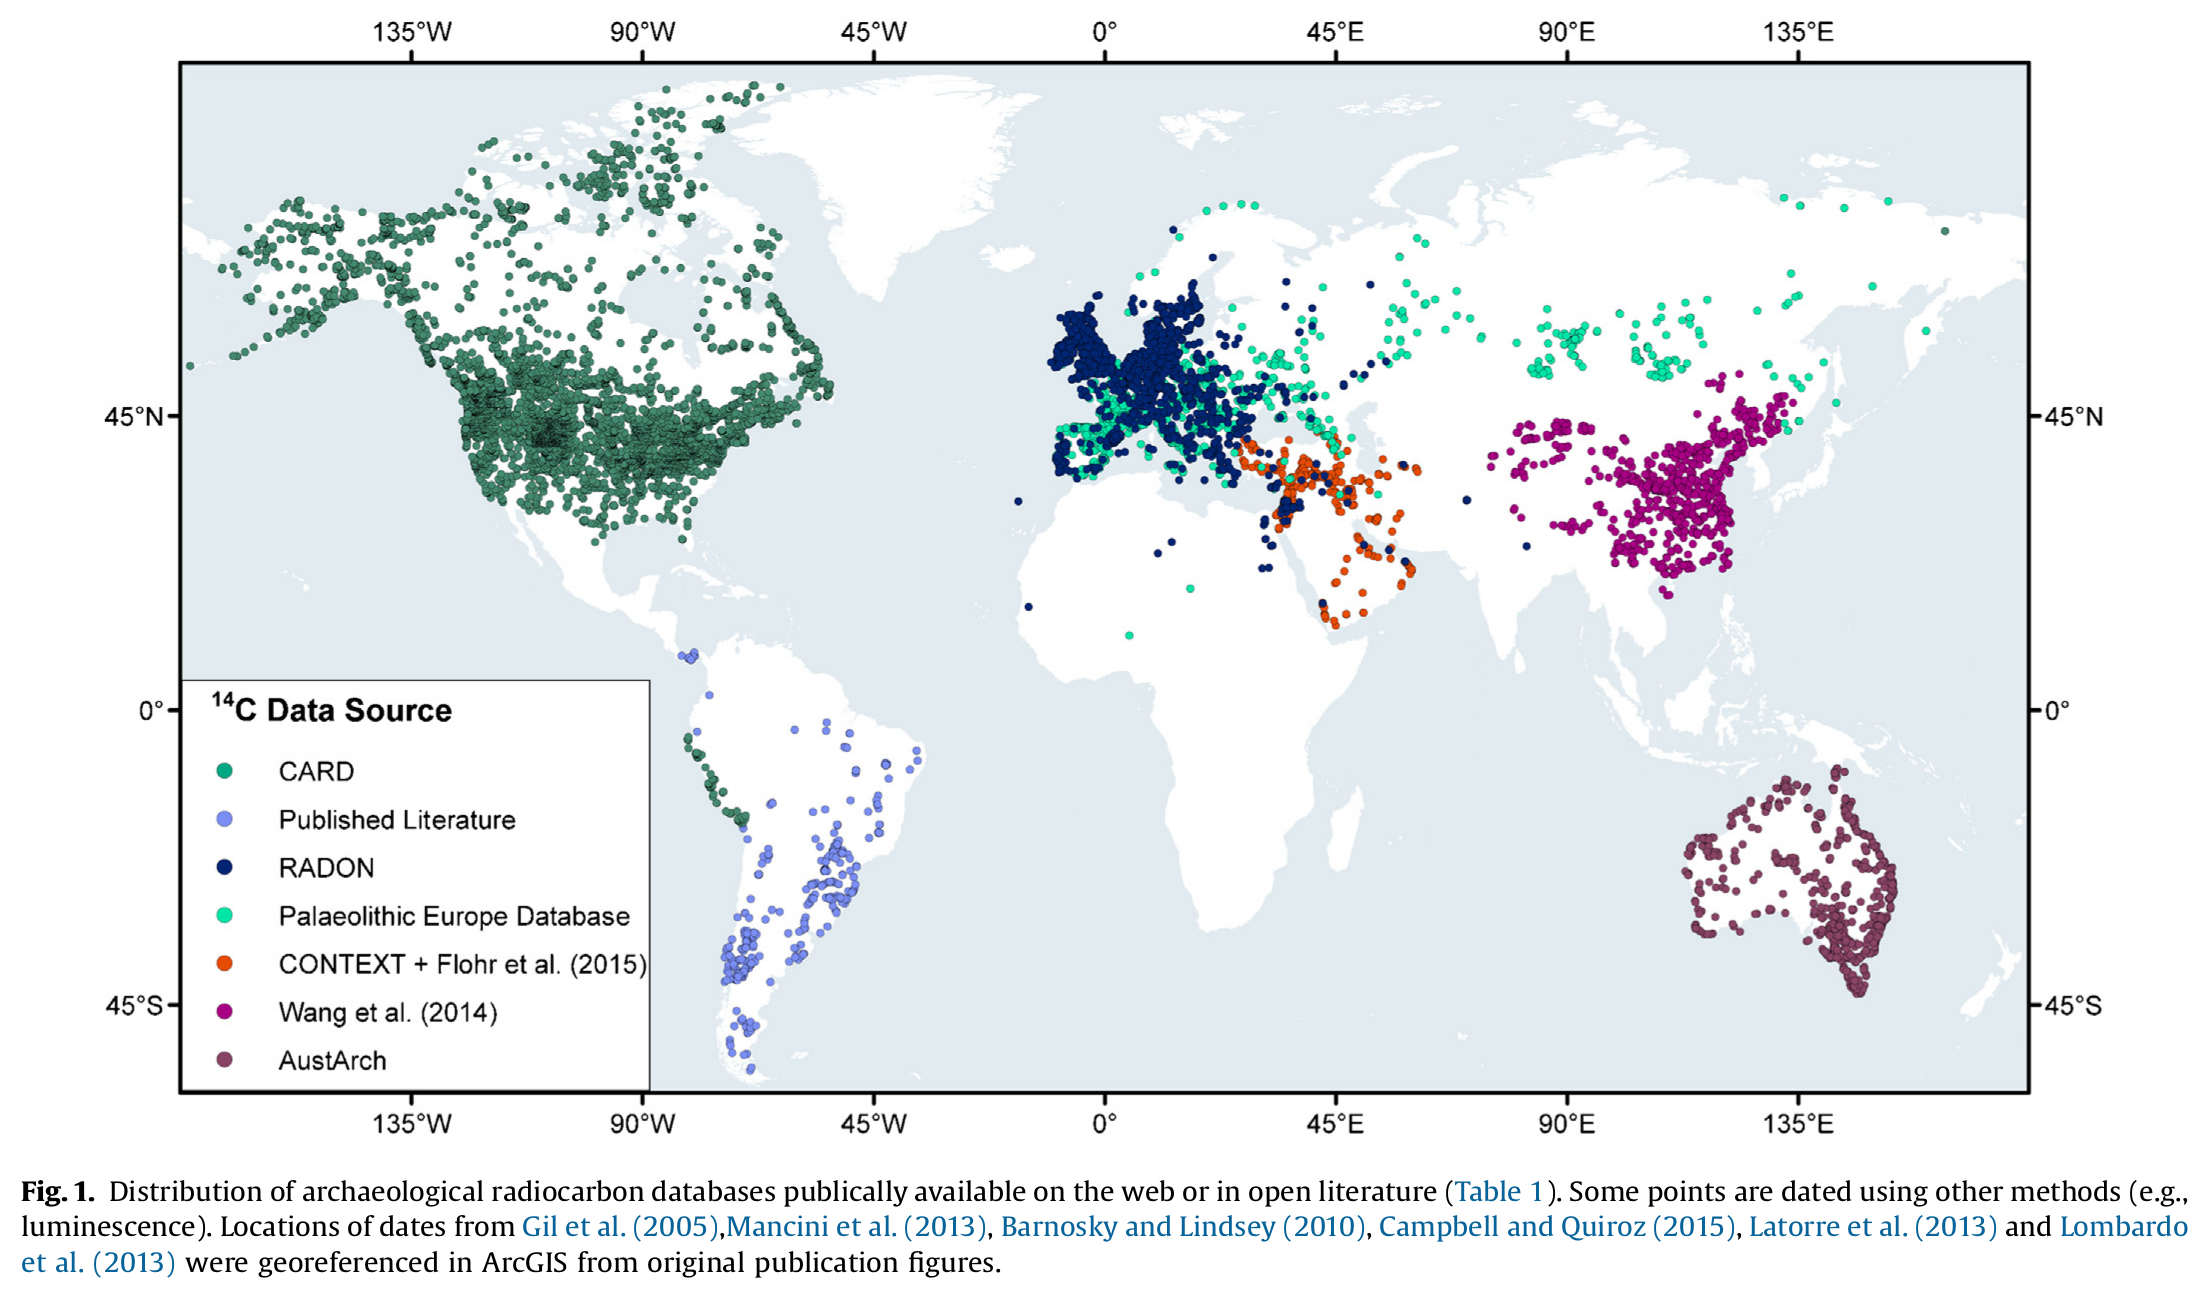 135°W 90°W 45°W 0° 45°E 90°E 135°E
45°N 45°N
0° 0°
45°S 45°S
¹⁴C Data Source
CARD
Published Literature
RADON
Palaeolithic Europe Database
CONTEXT + Flohr et al. (2015)
Wang et al. (2014)
AustArch
135°W 90°W 45°W 0° 45°E 90°E 135°E
Fig. 1. Distribution of archaeological radiocarbon databases publically available on the web or in open literature (Table 1). Some points are dated using other methods (e.g.,
luminescence). Locations of dates from Gil et al. (2005),Mancini et al. (2013), Barnosky and Lindsey (2010), Campbell and Quiroz (2015), Latorre et al. (2013) and Lombardo
et al. (2013) were georeferenced in ArcGIS from original publication figures.